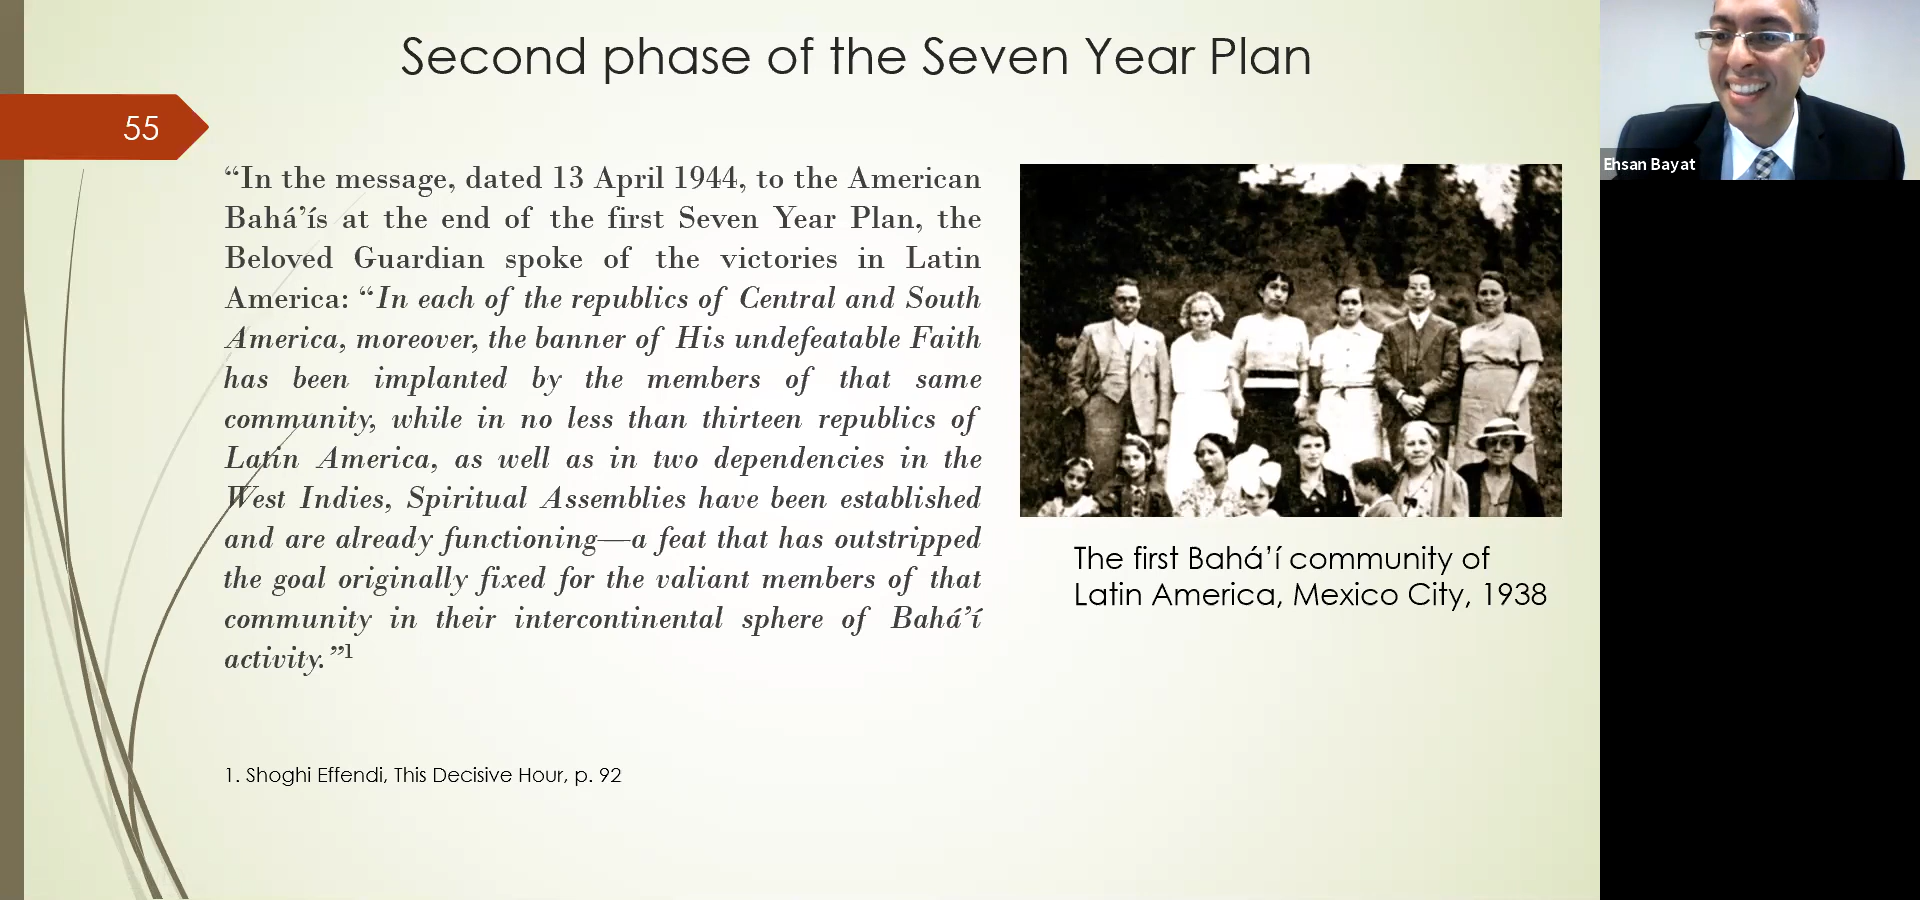 Second phase of the Seven Year Plan
55
“In the message, dated 13 April 1944, to the American
Bahá’ís at the end of the first Seven Year Plan, the
Beloved Guardian spoke of the victories in Latin
America: “In each of the republics of Central and South
America, moreover, the banner of His undefeatable Faith
has been implanted by the members of that same
community, while in no less than thirteen republics of
Latin America, as well as in two dependencies in the
West Indies, Spiritual Assemblies have been established
and are already functioning—a feat that has outstripped
the goal originally fixed for the valiant members of that
community in their intercontinental sphere of Bahá’í
activity.”1
The first Bahá’í community of
Latin America, Mexico City, 1938
1. Shoghi Effendi, This Decisive Hour, p. 92
Ehsan Bayat